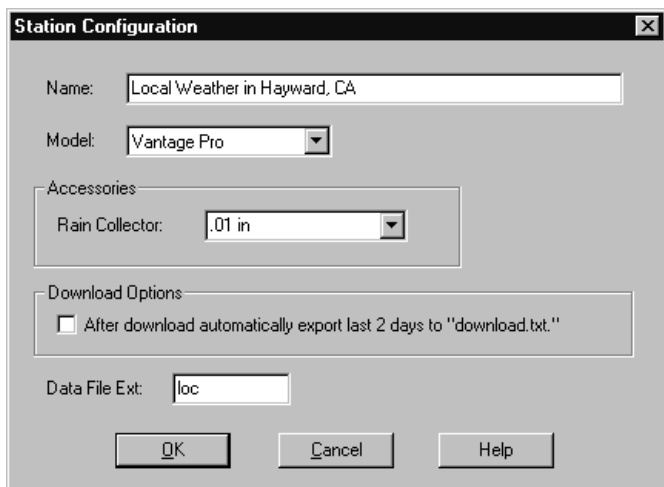 Station Configuration
Name: Local Weather in Hayward, CA
Model: Vantage Pro
Accessories
Rain Collector: .01 in
Download Options
After download automatically export last 2 days to "download.txt."
Data File Ext: loc
OK Cancel Help